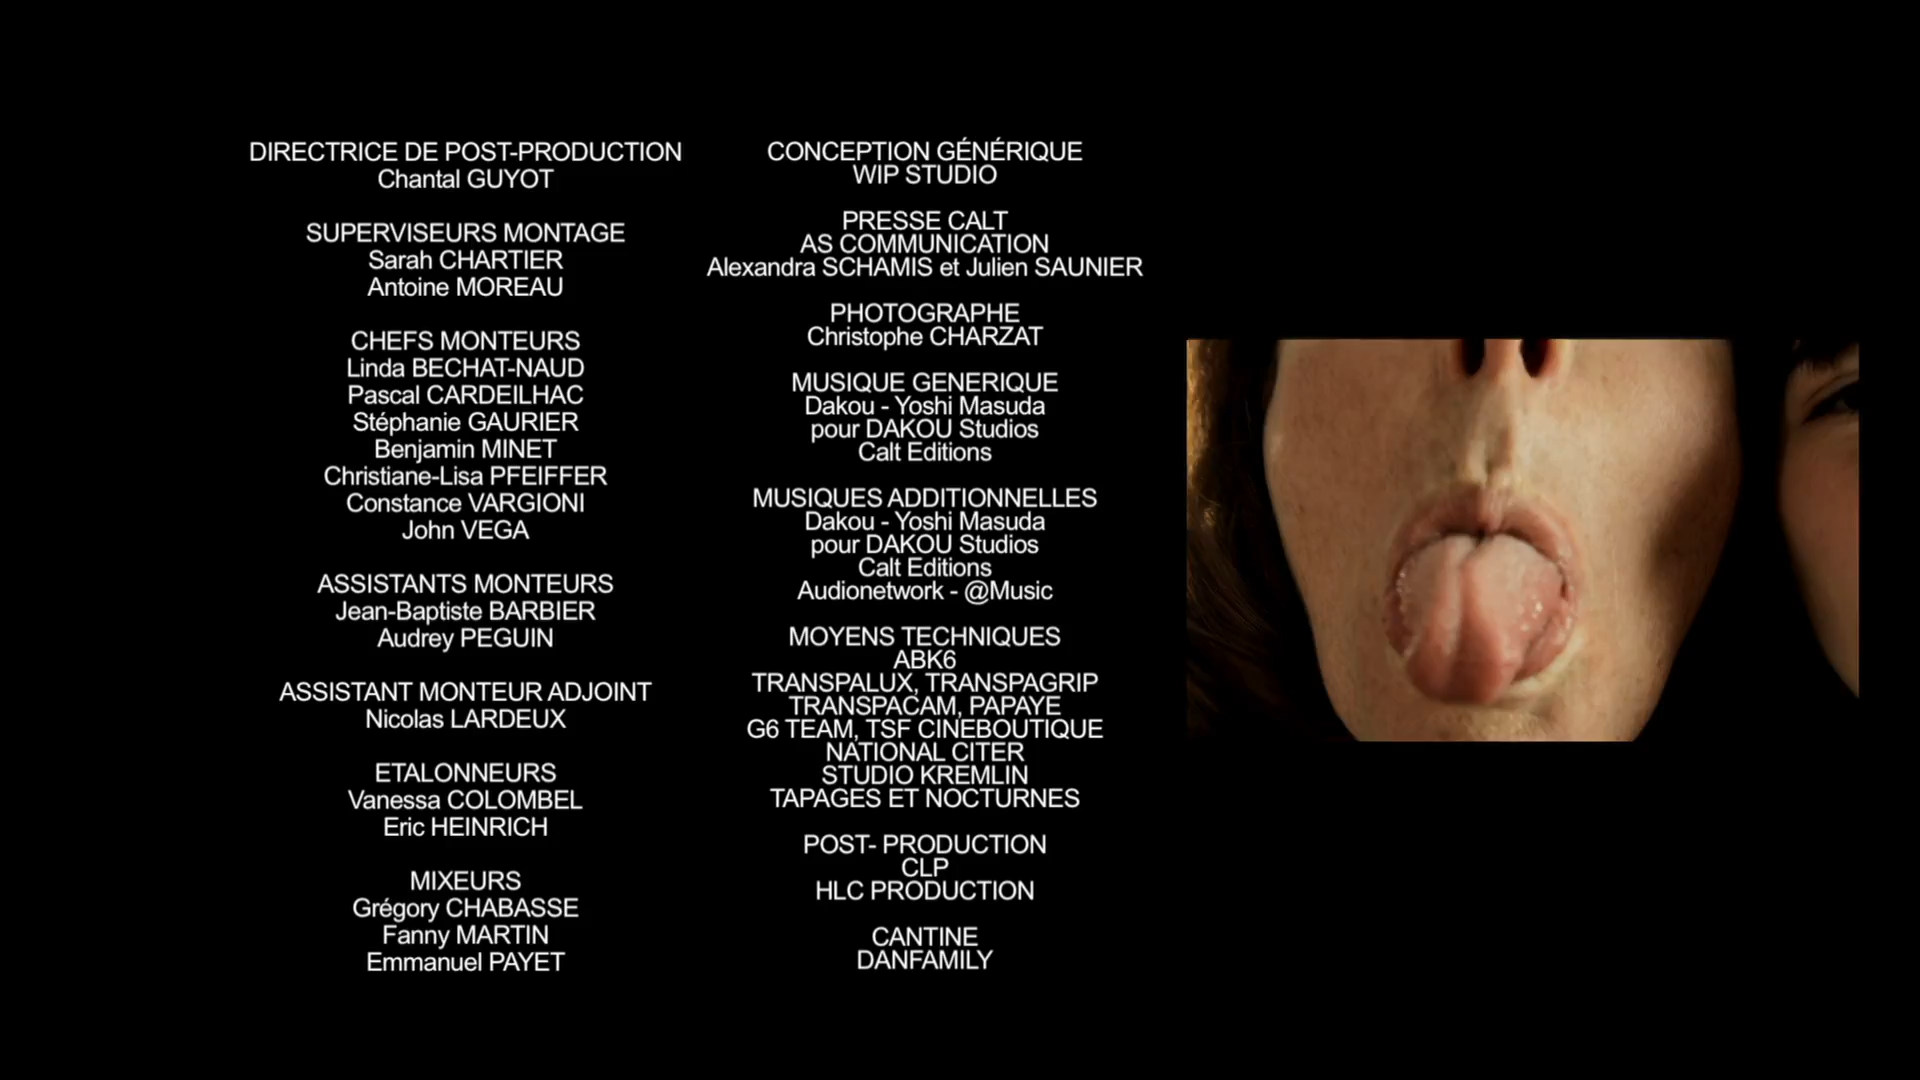 DIRECTRICE DE POST-PRODUCTION
Chantal GUYOT
SUPERVISEURS MONTAGE
Sarah CHARTIER
Antoine MOREAU
CHEFS MONTEURS
Linda BECHAT-NAUD
Pascal CARDEILHAC
Stéphanie GAURIER
Benjamin MINET
Christiane-Lisa PFEIFFER
Constance VARGIONI
John VEGA
ASSISTANTS MONTEURS
Jean-Baptiste BARBIER
Audrey PEGUIN
ASSISTANT MONTEUR ADJOINT
Nicolas LARDEUX
ETALONNEURS
Vanessa COLOMBEL
Eric HEINRICH
MIXEURS
Grégory CHABASSE
Fanny MARTIN
Emmanuel PAYET
CONCEPTION GÉNÉRIQUE
WIP STUDIO
PRESSE CALT
AS COMMUNICATION
Alexandra SCHAMIS et Julien SAUNIER
PHOTOGRAPHE
Christophe CHARZAT
MUSIQUE GENERIQUE
Dakou - Yoshi Masuda
pour DAKOU Studios
Calt Editions
MUSIQUES ADDITIONNELLES
Dakou - Yoshi Masuda
pour DAKOU Studios
Calt Editions
Audionetwork - @Music
MOYENS TECHNIQUES
ABK6
TRANSPALUX, TRANSPAGRIP
TRANSPACAM, PAPAYE
G6 TEAM, TSF CINEBOUTIQUE
NATIONAL CITER
STUDIO KREMLIN
TAPAGES ET NOCTURNES
POST- PRODUCTION
CLP
HLC PRODUCTION
CANTINE
DANFAMILY